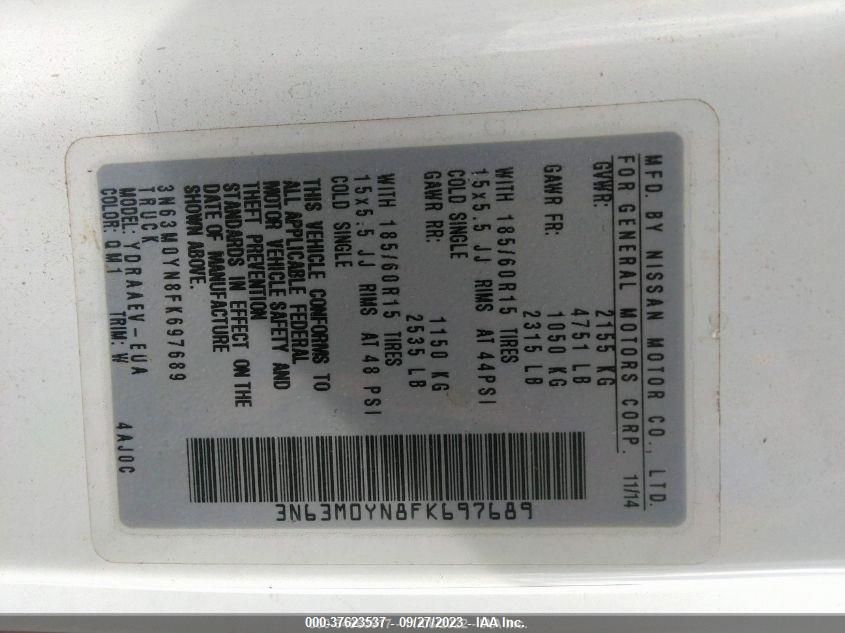 MFD. BY NISSAN MOTOR CO., LTD.
FOR GENERAL MOTORS CORP. 11/14
GVWR: 2155 KG
4751 LB
GAWR FR: 1050 KG
2315 LB
WITH 185/60R15 TIRES
15x5.5 JJ RIMS AT 44PSI
COLD SINGLE
GAWR RR: 1150 KG
2535 LB
WITH 185/60R15 TIRES
15x5.5 JJ RIMS AT 48 PSI
COLD SINGLE
THIS VEHICLE CONFORMS TO
ALL APPLICABLE FEDERAL
MOTOR VEHICLE SAFETY AND
THEFT PREVENTION
STANDARDS IN EFFECT ON THE
DATE OF MANUFACTURE
SHOWN ABOVE.
3N63M0YN8FK697689
TRUCK
MODEL: YDRAAEV-EUA
COLOR: QM1 TRIM: W 4AJ0C
3N63M0YN8FK697689
000-37623537 - 09/27/2023 - IAA Inc.